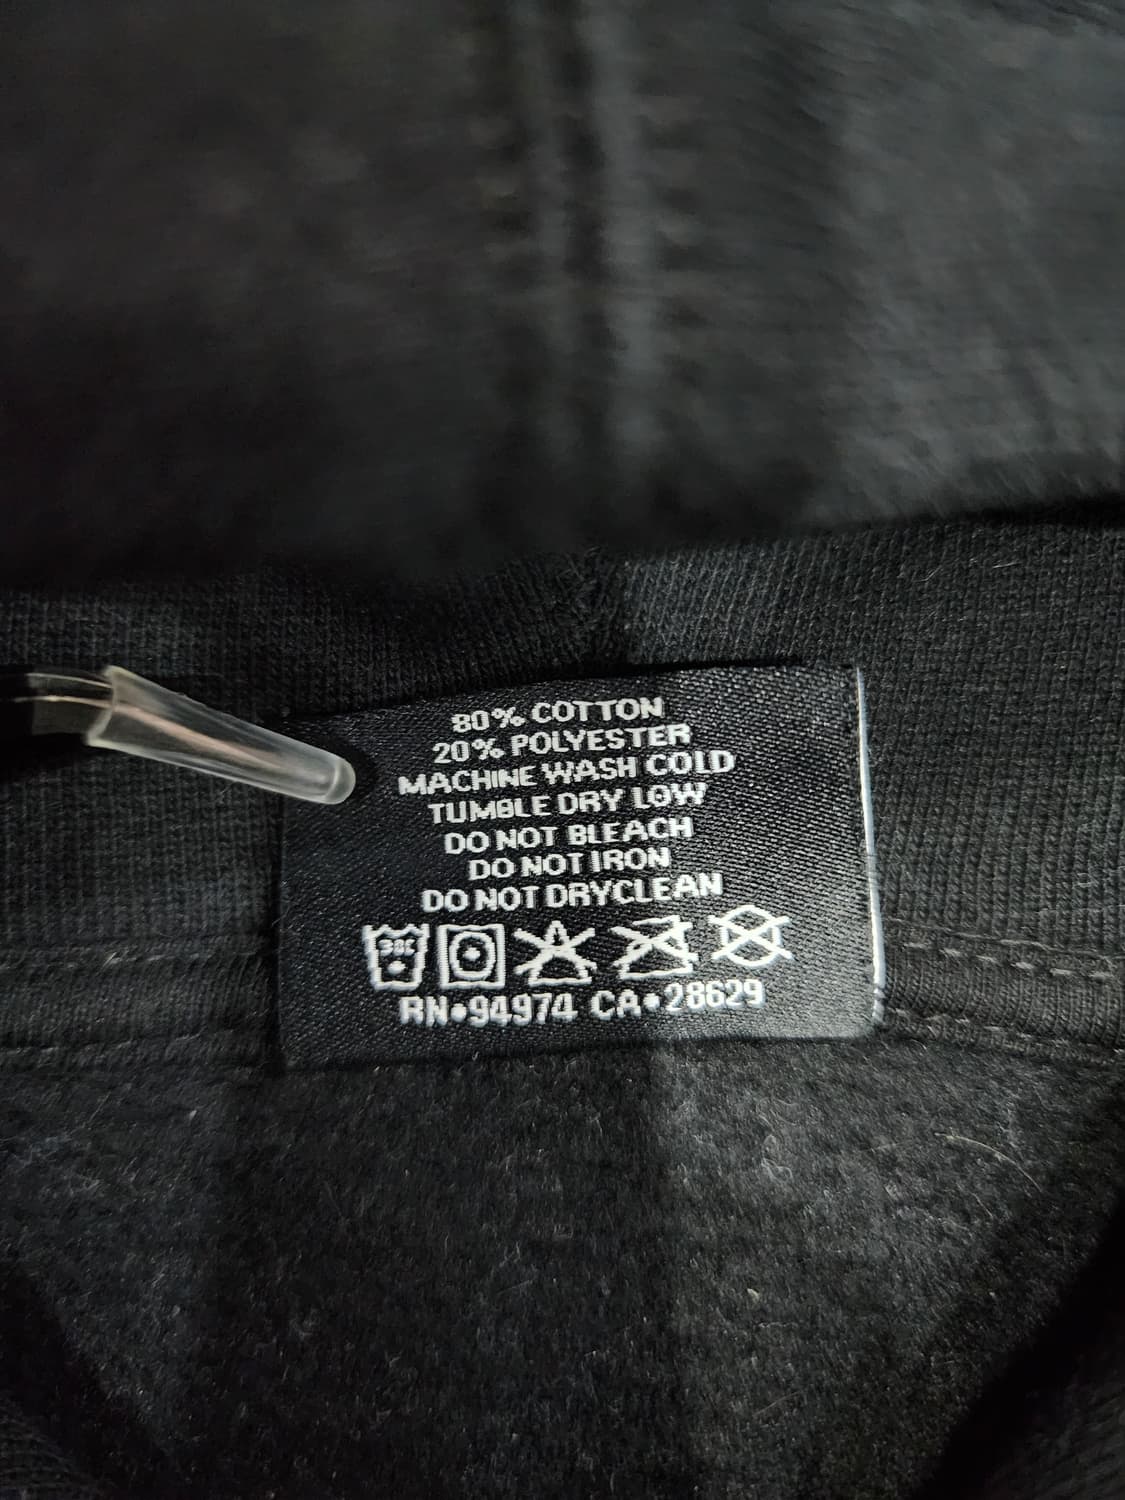 80% COTTON
20% POLYESTER
MACHINE WASH COLD
TUMBLE DRY LOW
DO NOT BLEACH
DO NOT IRON
DO NOT DRYCLEAN
30C
RN•94974 CA•28629